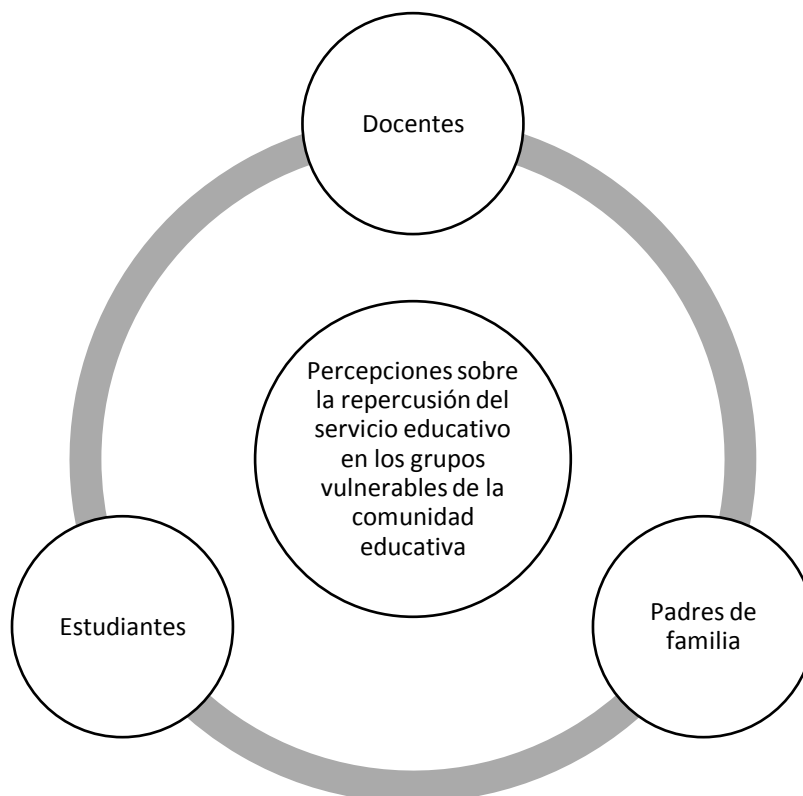 Docentes
Percepciones sobre
la repercusión del
servicio educativo
en los grupos
vulnerables de la
comunidad
educativa
Estudiantes
Padres de
familia